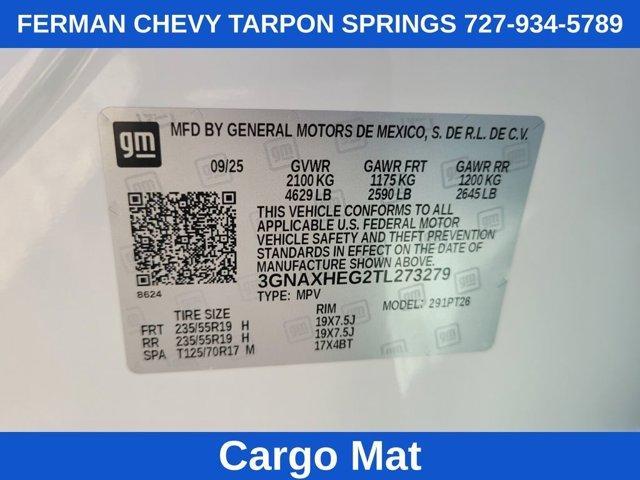 FERMAN CHEVY TARPON SPRINGS 727-934-5789
gm
MFD BY GENERAL MOTORS DE MEXICO, S. DE R.L. DE C.V.
09/25 GVWR GAWR FRT GAWR RR
2100 KG 1175 KG 1200 KG
4629 LB 2590 LB 2645 LB
THIS VEHICLE CONFORMS TO ALL
APPLICABLE U.S. FEDERAL MOTOR
VEHICLE SAFETY AND THEFT PREVENTION
STANDARDS IN EFFECT ON THE DATE OF
MANUFACTURE SHOWN ABOVE.
3GNAXHEG2TL273279
8624 TYPE: MPV MODEL: 291PT26
TIRE SIZE RIM
FRT 235/55R19 H 19X7.5J
RR 235/55R19 H 19X7.5J
SPA T125/70R17 M 17X4BT
Cargo Mat